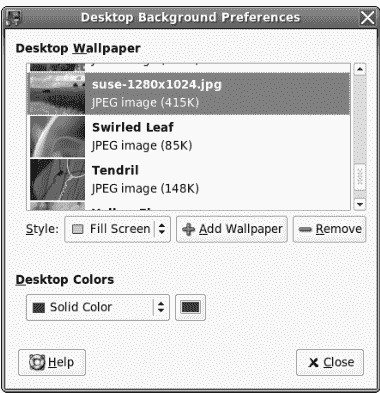 Desktop Background Preferences
Desktop Wallpaper
suse-1280x1024.jpg
JPEG image (415K)
Swirled Leaf
JPEG image (85K)
Tendril
JPEG image (148K)
Style: Fill Screen Add Wallpaper Remove
Desktop Colors
Solid Color
Help Close